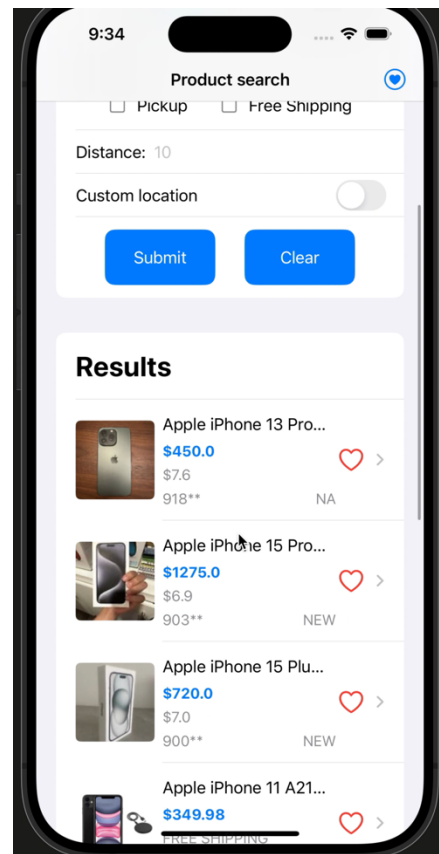 9:34
Product search
Pickup Free Shipping
Distance: 10
Custom location
Submit Clear
Results
Apple iPhone 13 Pro...
$450.0
$7.6
918** NA
Apple iPhone 15 Pro...
$1275.0
$6.9
903** NEW
Apple iPhone 15 Plu...
$720.0
$7.0
900** NEW
Apple iPhone 11 A21...
$349.98
FREE SHIPPING